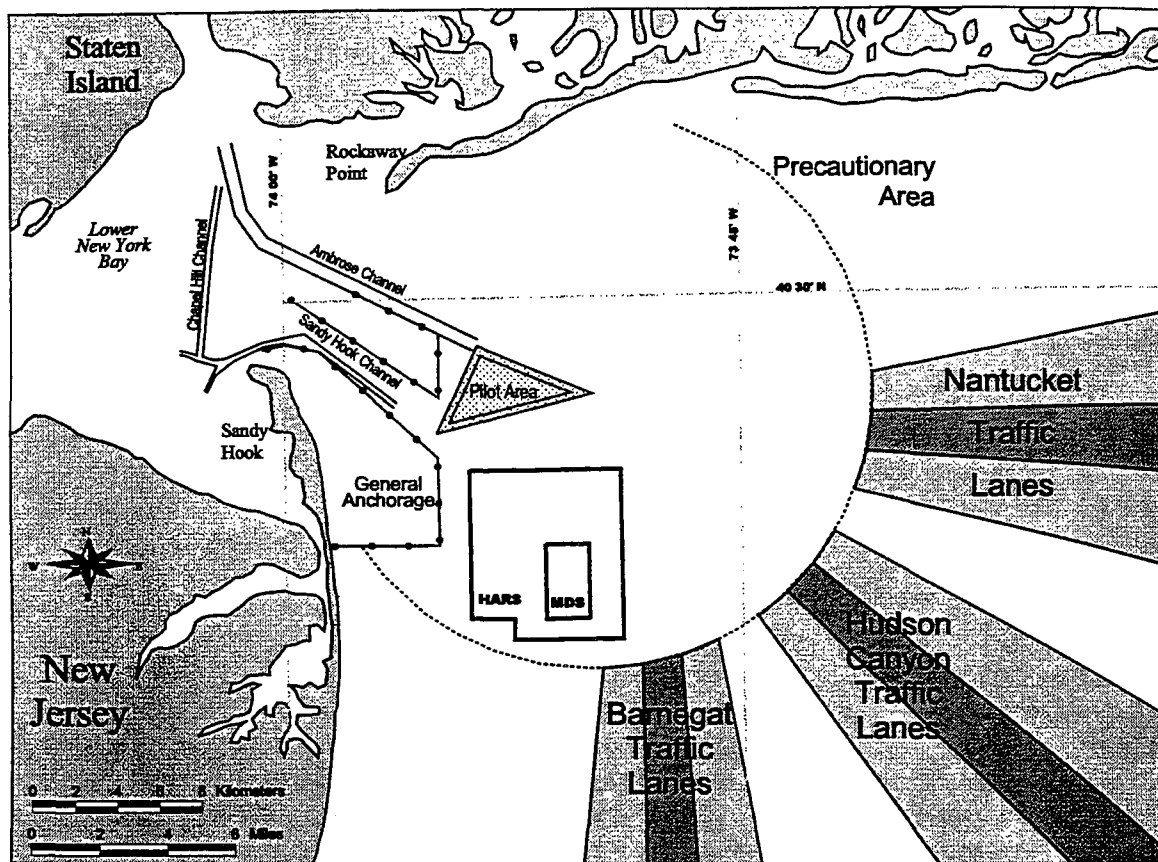 Staten
Island
Rockaway
Point
74 00' W
Precautionary
Area
73 45' W
Lower
New York
Bay
Chapel Hill Channel
Ambrose Channel
40 30' N
Sandy Hook Channel
Pilot Area
Nantucket
Traffic
Lanes
Sandy
Hook
General
Anchorage
HARS
MDS
Hudson
Canyon
Traffic
Lanes
New
Jersey
Barnegat
Traffic
Lanes
W
0 2 4 6 8 Kilometers
0 2 4 6 Miles